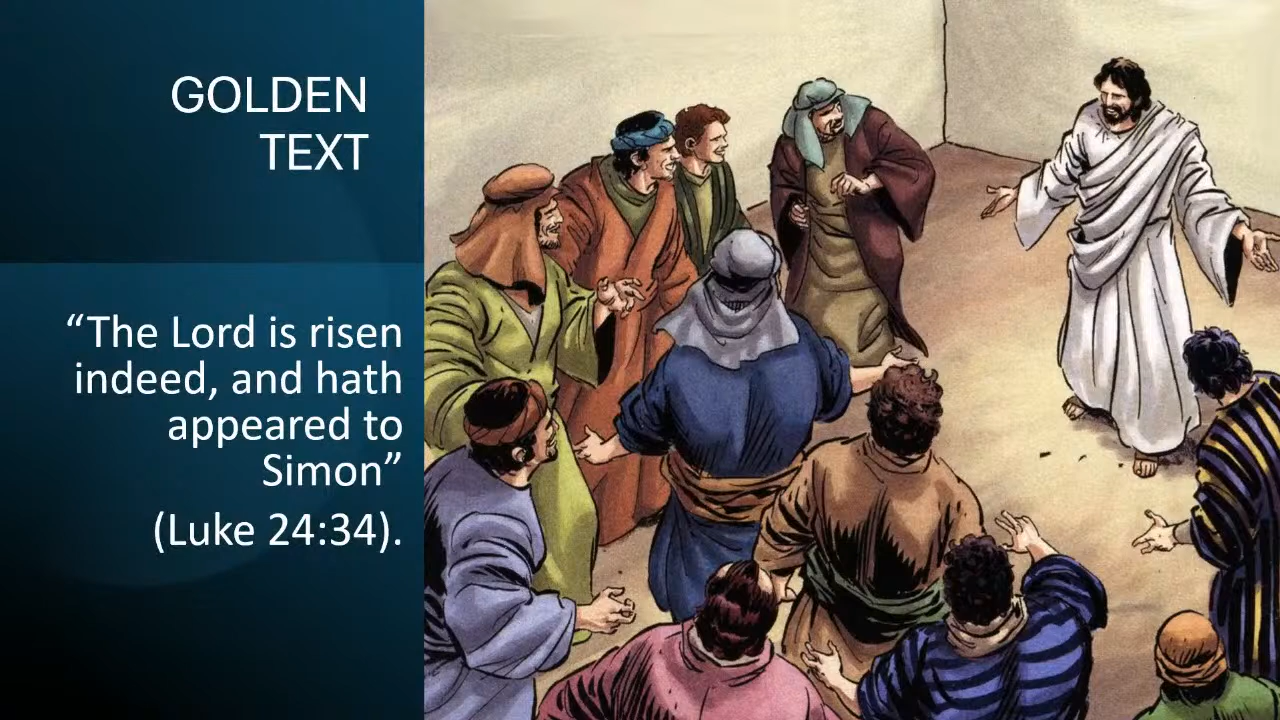 GOLDEN
TEXT
“The Lord is risen
indeed, and hath
appeared to
Simon”
(Luke 24:34).